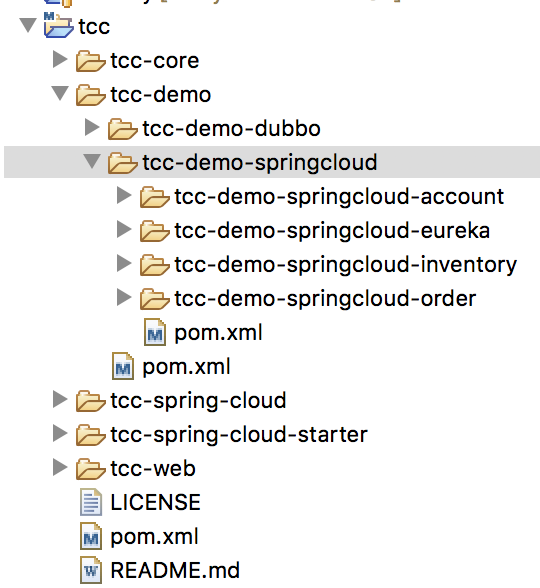 tcc
tcc-core
tcc-demo
tcc-demo-dubbo
tcc-demo-springcloud
tcc-demo-springcloud-account
tcc-demo-springcloud-eureka
tcc-demo-springcloud-inventory
tcc-demo-springcloud-order
pom.xml
pom.xml
tcc-spring-cloud
tcc-spring-cloud-starter
tcc-web
LICENSE
pom.xml
README.md